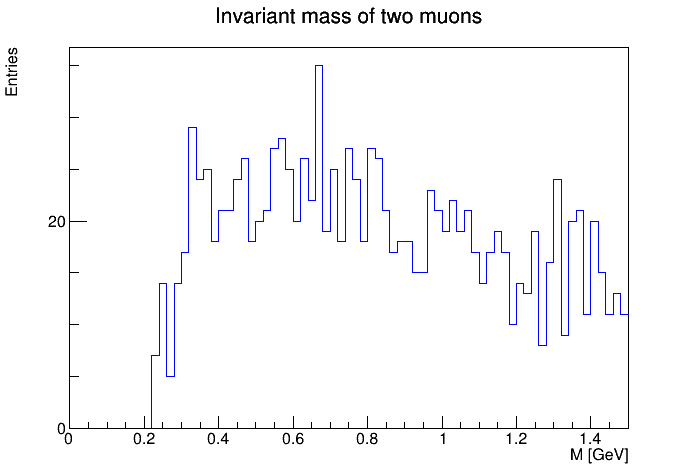 Invariant mass of two muons
Entries
20
0
0 0.2 0.4 0.6 0.8 1 1.2 1.4
M [GeV]